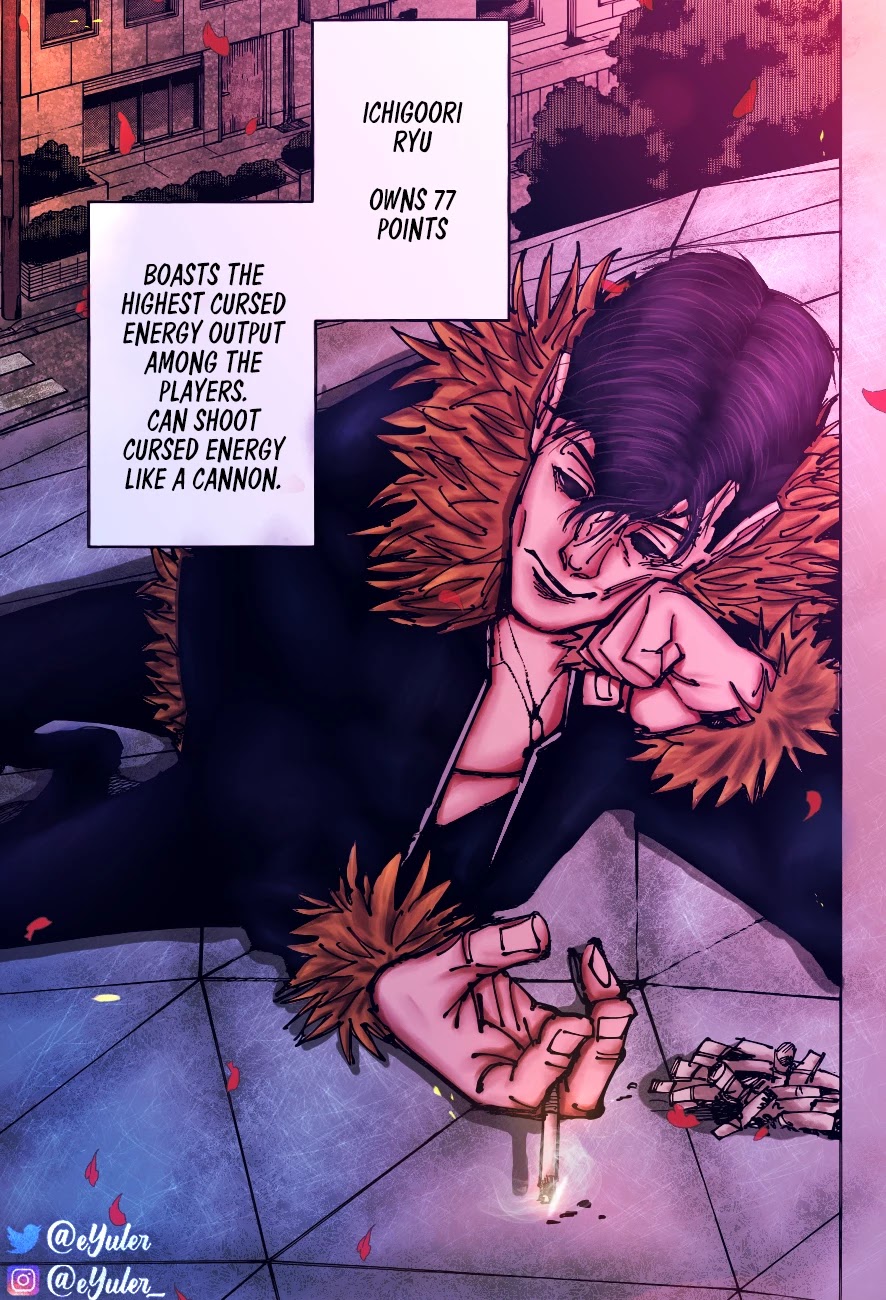 ICHIGOORI
RYU
OWNS 77
POINTS
BOASTS THE
HIGHEST CURSED
ENERGY OUTPUT
AMONG THE
PLAYERS.
CAN SHOOT
CURSED ENERGY
LIKE A CANNON.
@eYuler
@eYuler_